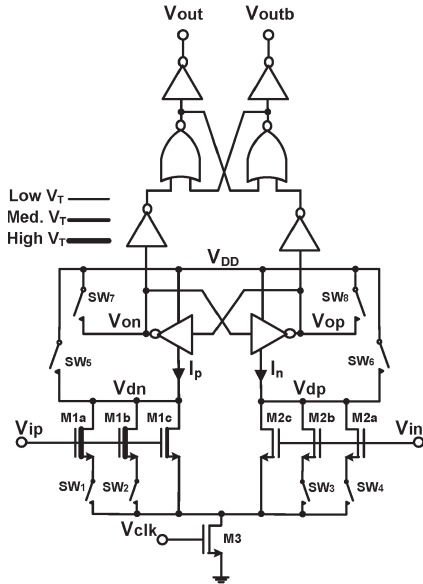 Vout Voutb
Low VT
Med. VT
High VT
VDD
SW7 Von Vop SW8
SW5 Ip In SW6
Vdn Vdp
Vip M1a M1b M1c M2c M2b M2a Vin
SW1 SW2 SW3 SW4
Vclk M3